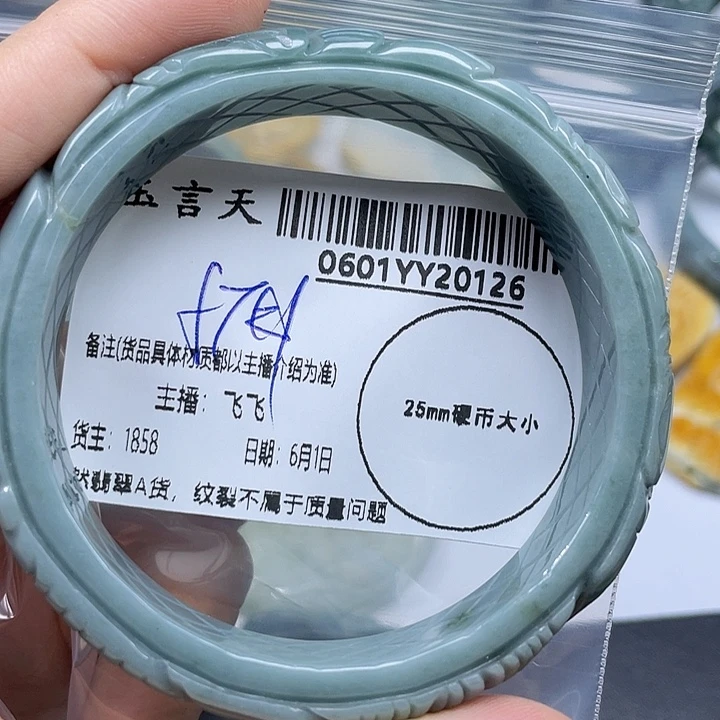 玉言天
0601YY20126
备注(货品具体材质都以主播介绍为准)
主播：飞飞
25mm硬币大小
货主：1858
日期：6月1日
然翡翠A货，纹裂不属于质量问题